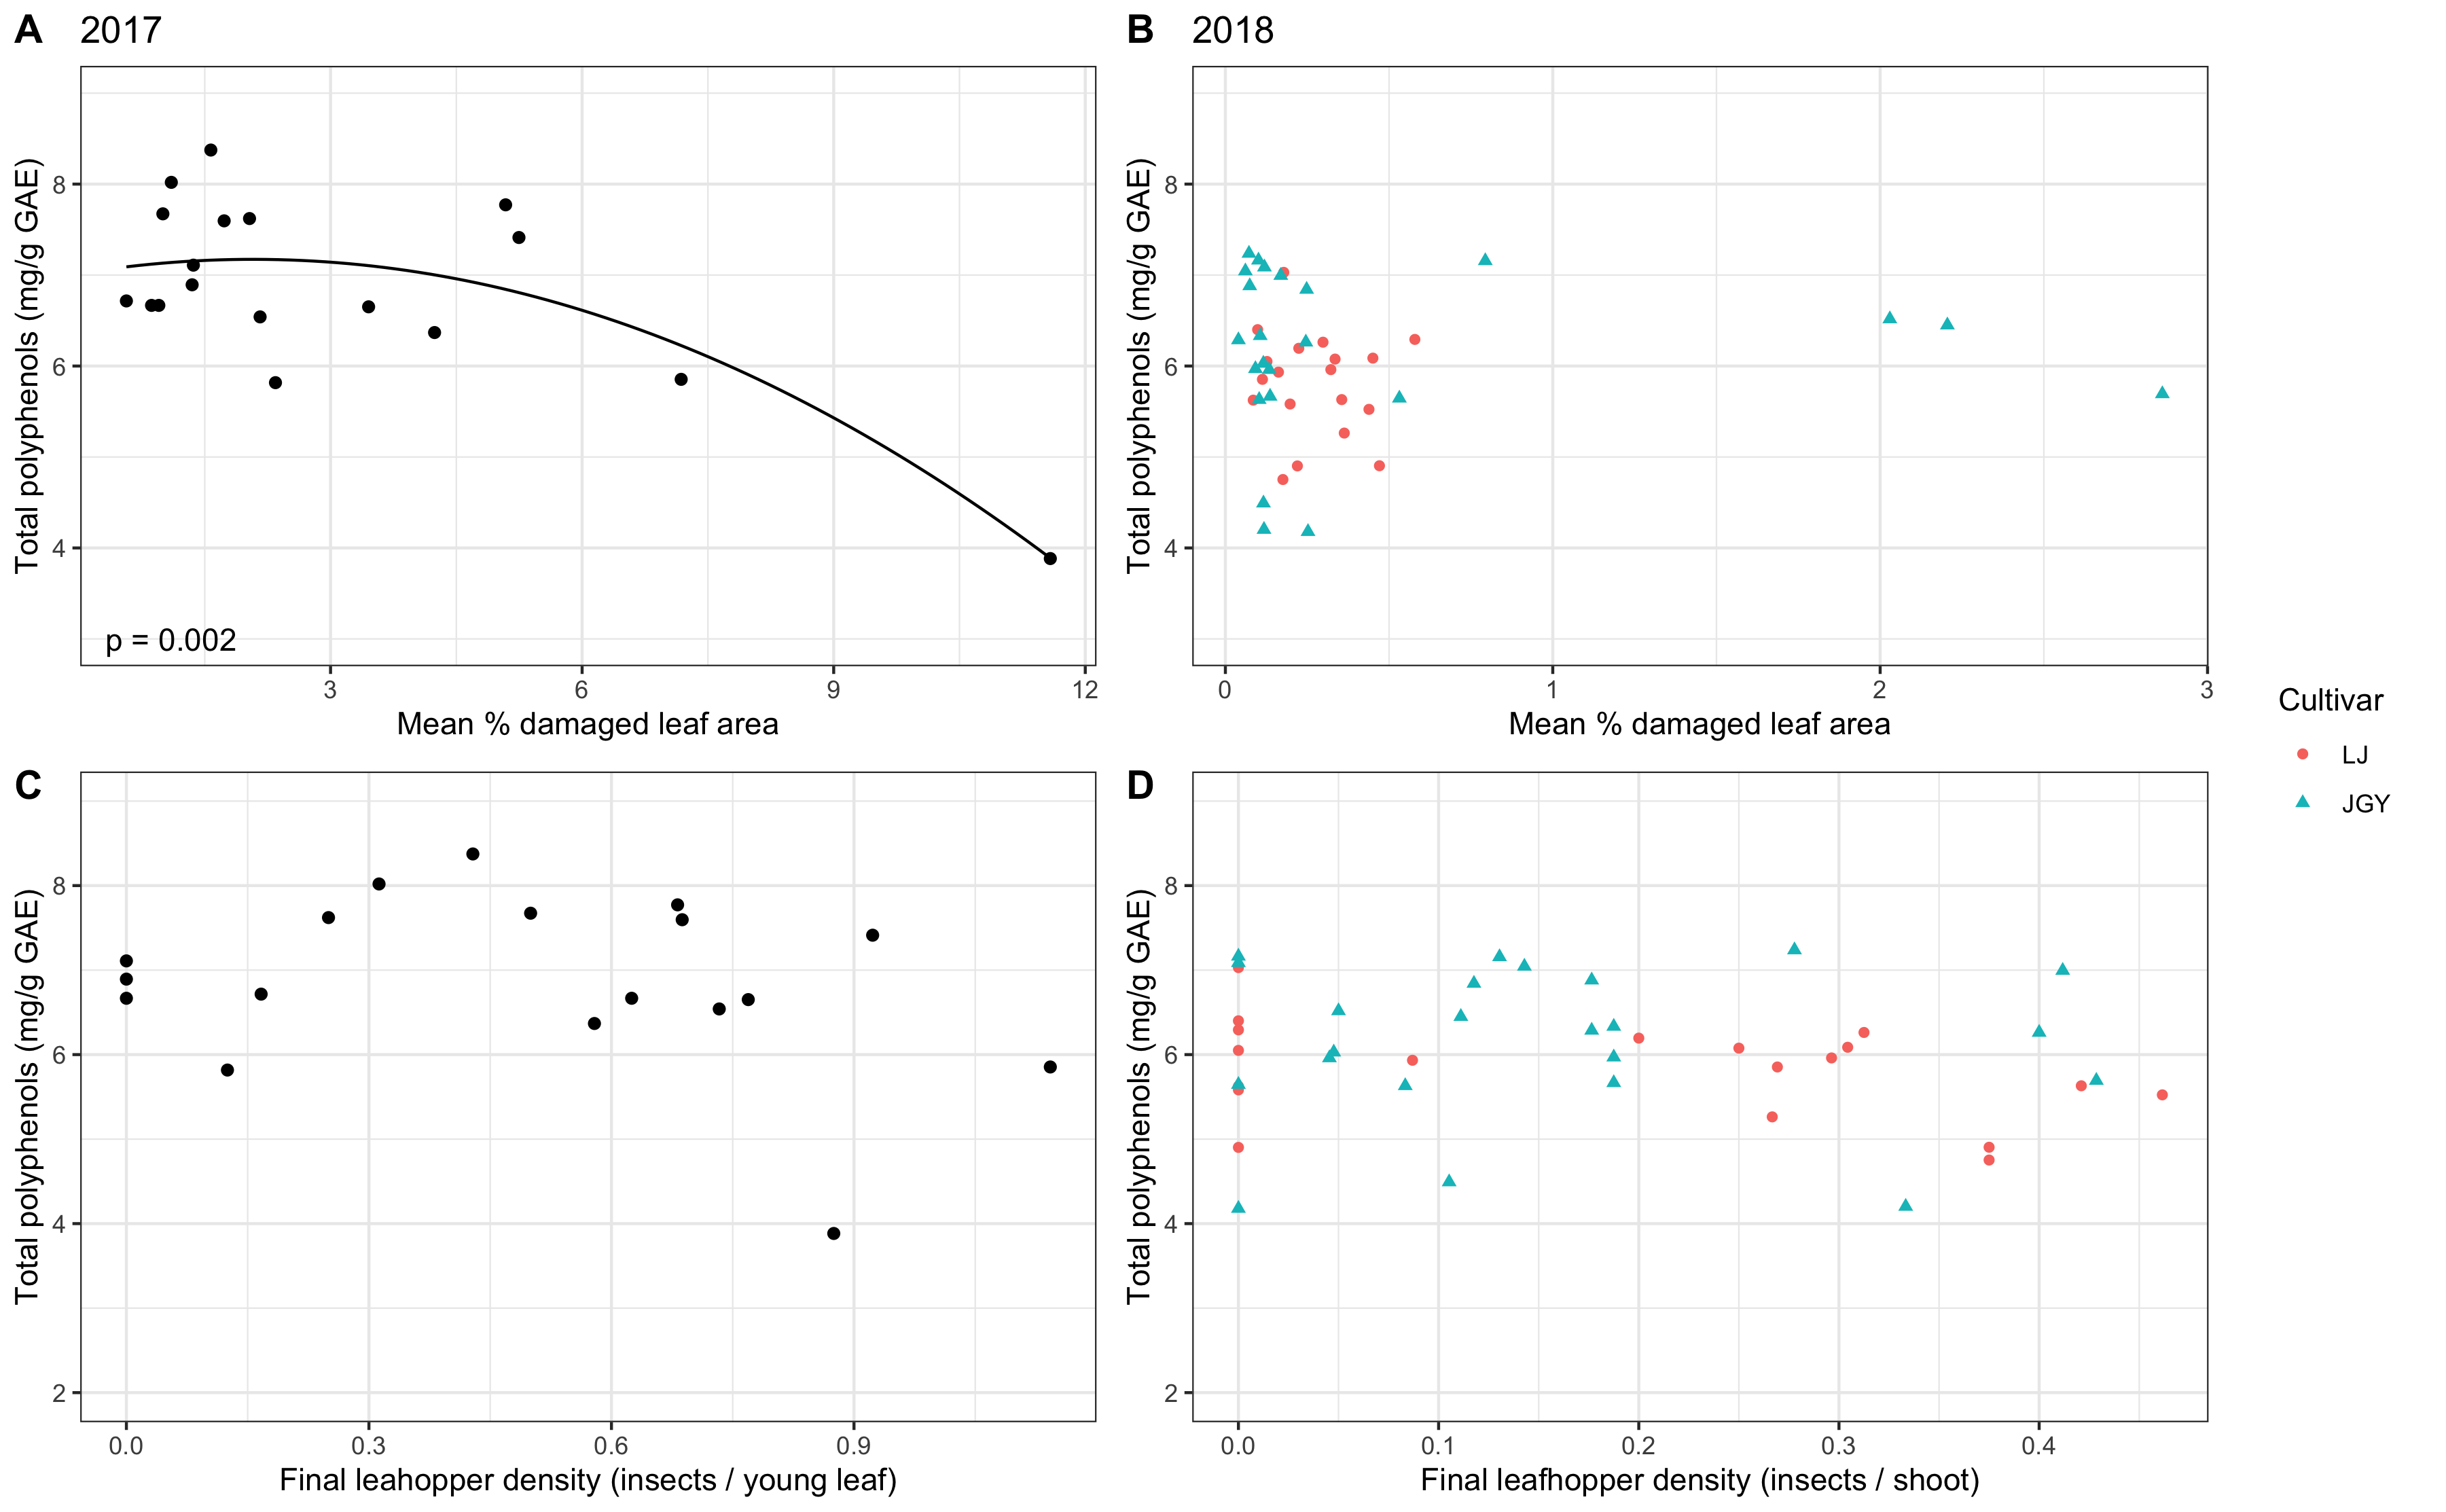 A 2017
Total polyphenols (mg/g GAE)
8
6
4
p = 0.002
3 6 9 12
Mean % damaged leaf area
B 2018
Total polyphenols (mg/g GAE)
8
6
4
0 1 2 3
Mean % damaged leaf area
Cultivar
LJ
JGY
C
Total polyphenols (mg/g GAE)
8
6
4
2
0.0 0.3 0.6 0.9
Final leahopper density (insects / young leaf)
D
Total polyphenols (mg/g GAE)
8
6
4
2
0.0 0.1 0.2 0.3 0.4
Final leafhopper density (insects / shoot)